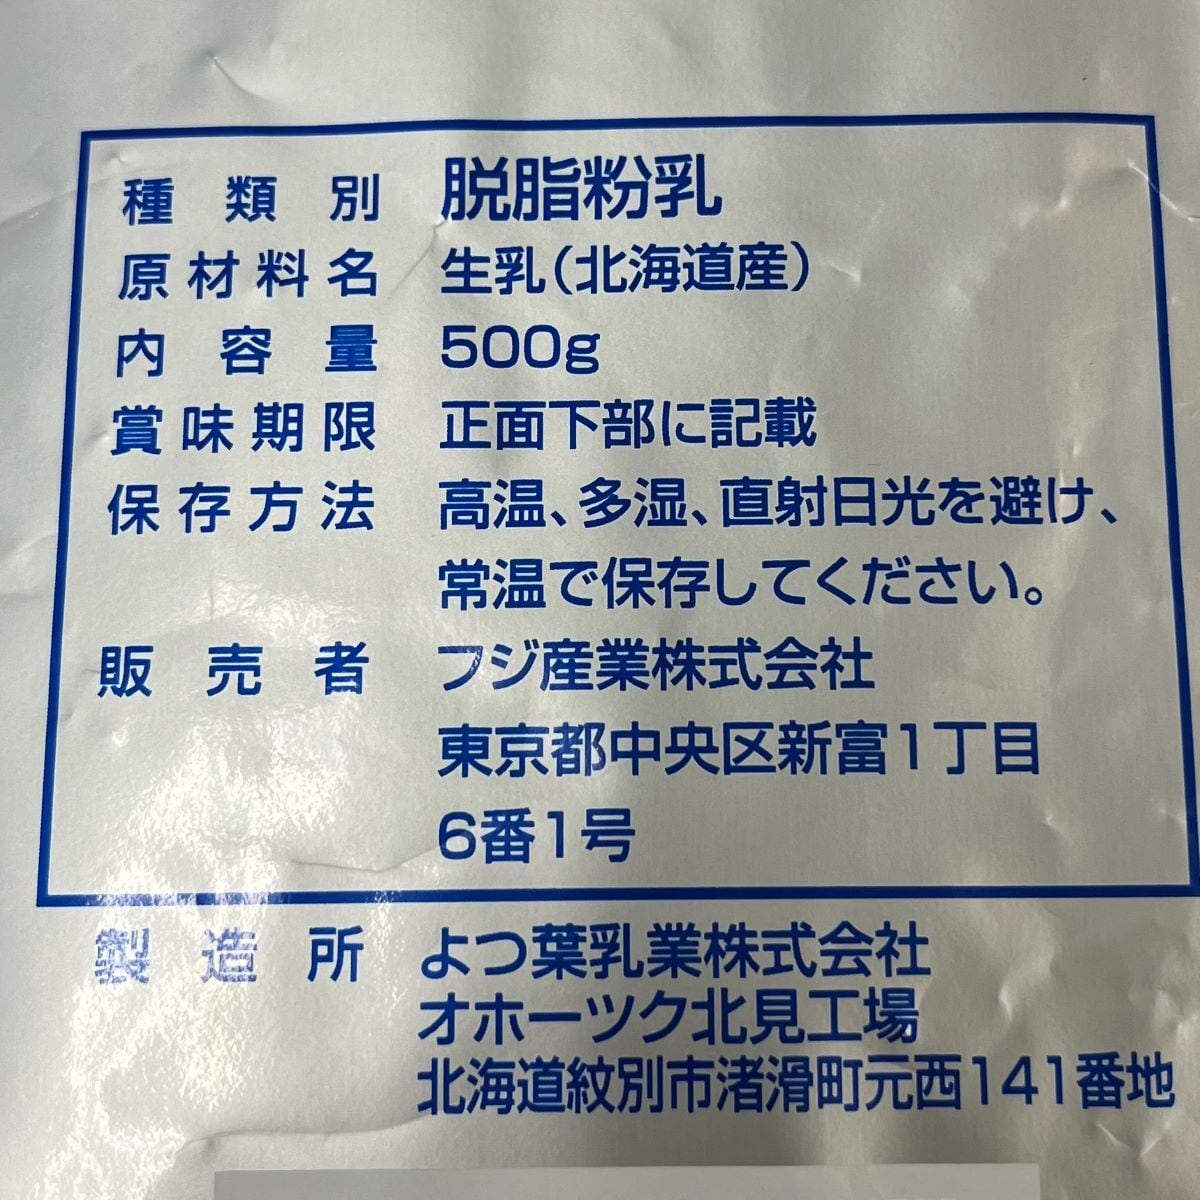 種類別 脱脂粉乳
原材料名 生乳(北海道産)
内容量 500g
賞味期限 正面下部に記載
保存方法 高温、多湿、直射日光を避け、
常温で保存してください。
販売者 フジ産業株式会社
東京都中央区新富1丁目
6番1号
製造所 よつ葉乳業株式会社
オホーツク北見工場
北海道紋別市渚滑町元西141番地